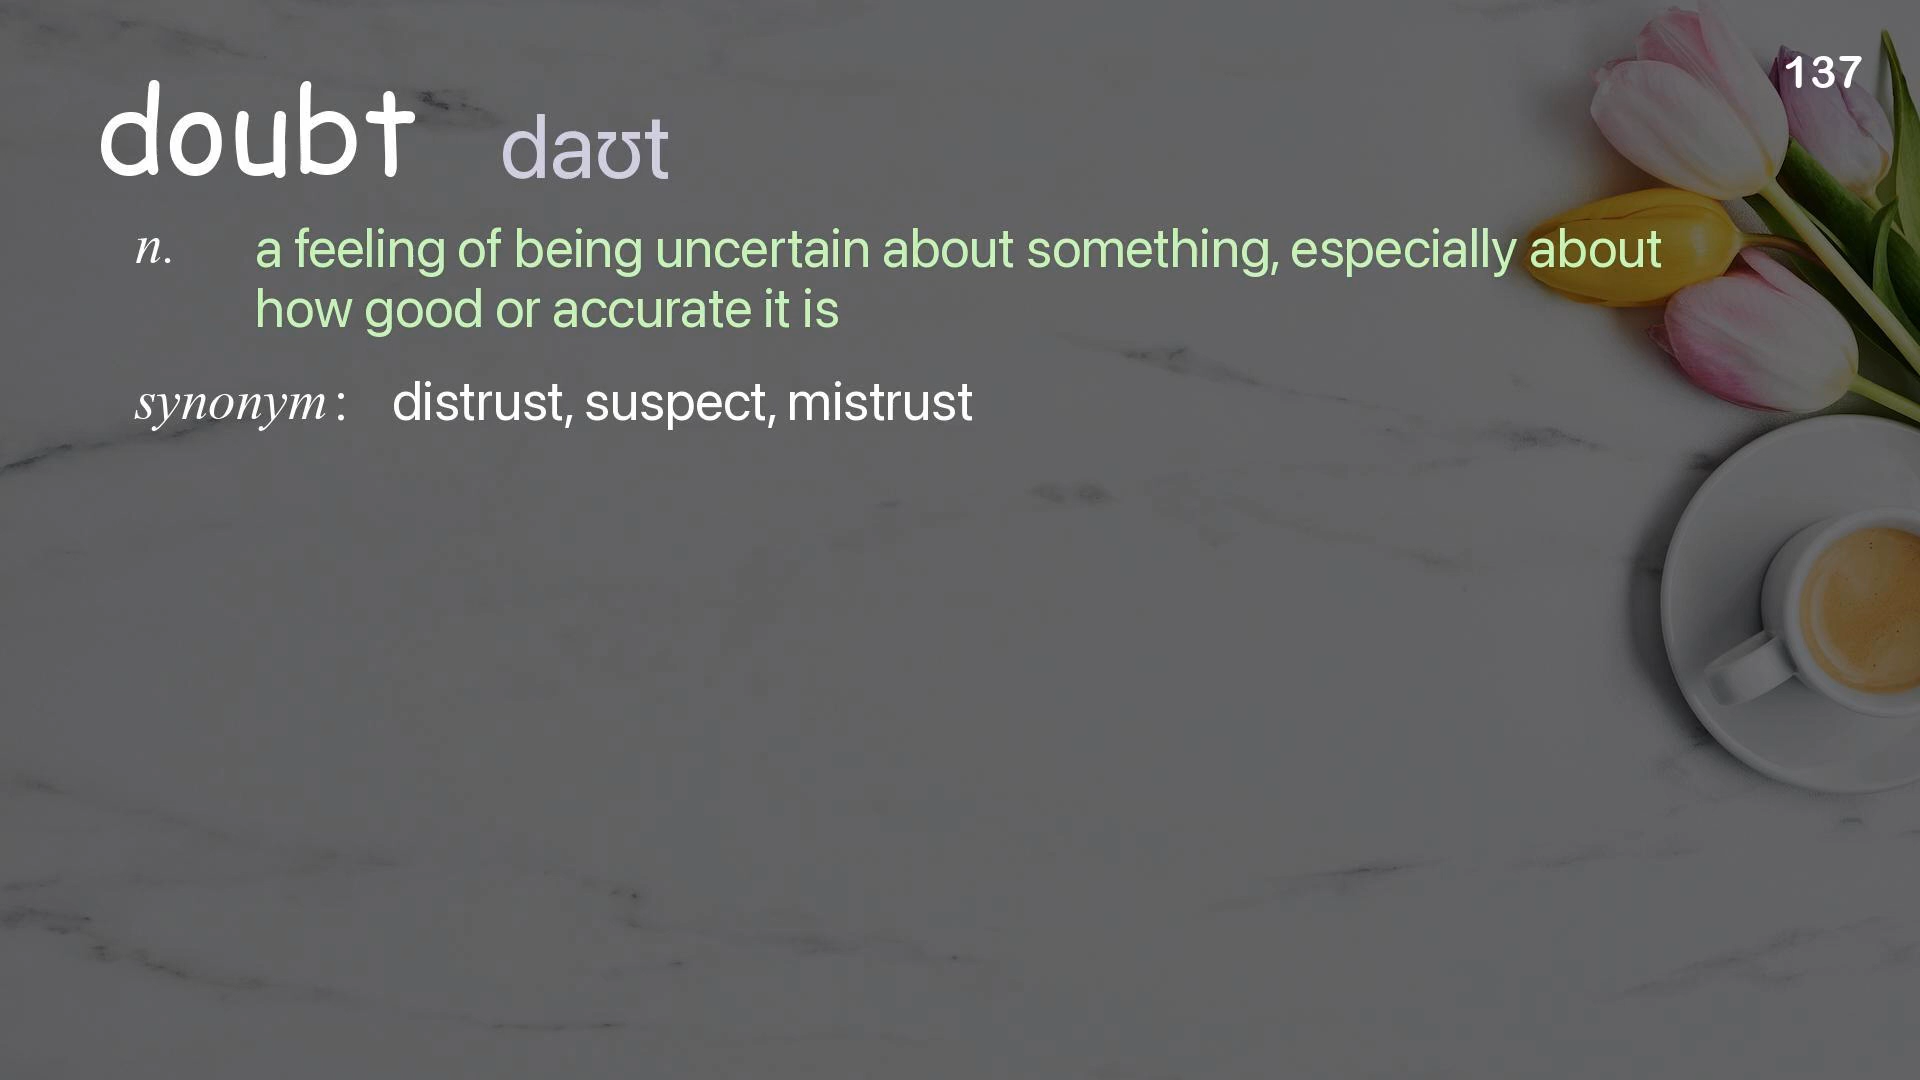 137
doubt daʊt
n. a feeling of being uncertain about something, especially about
how good or accurate it is
synonym: distrust, suspect, mistrust